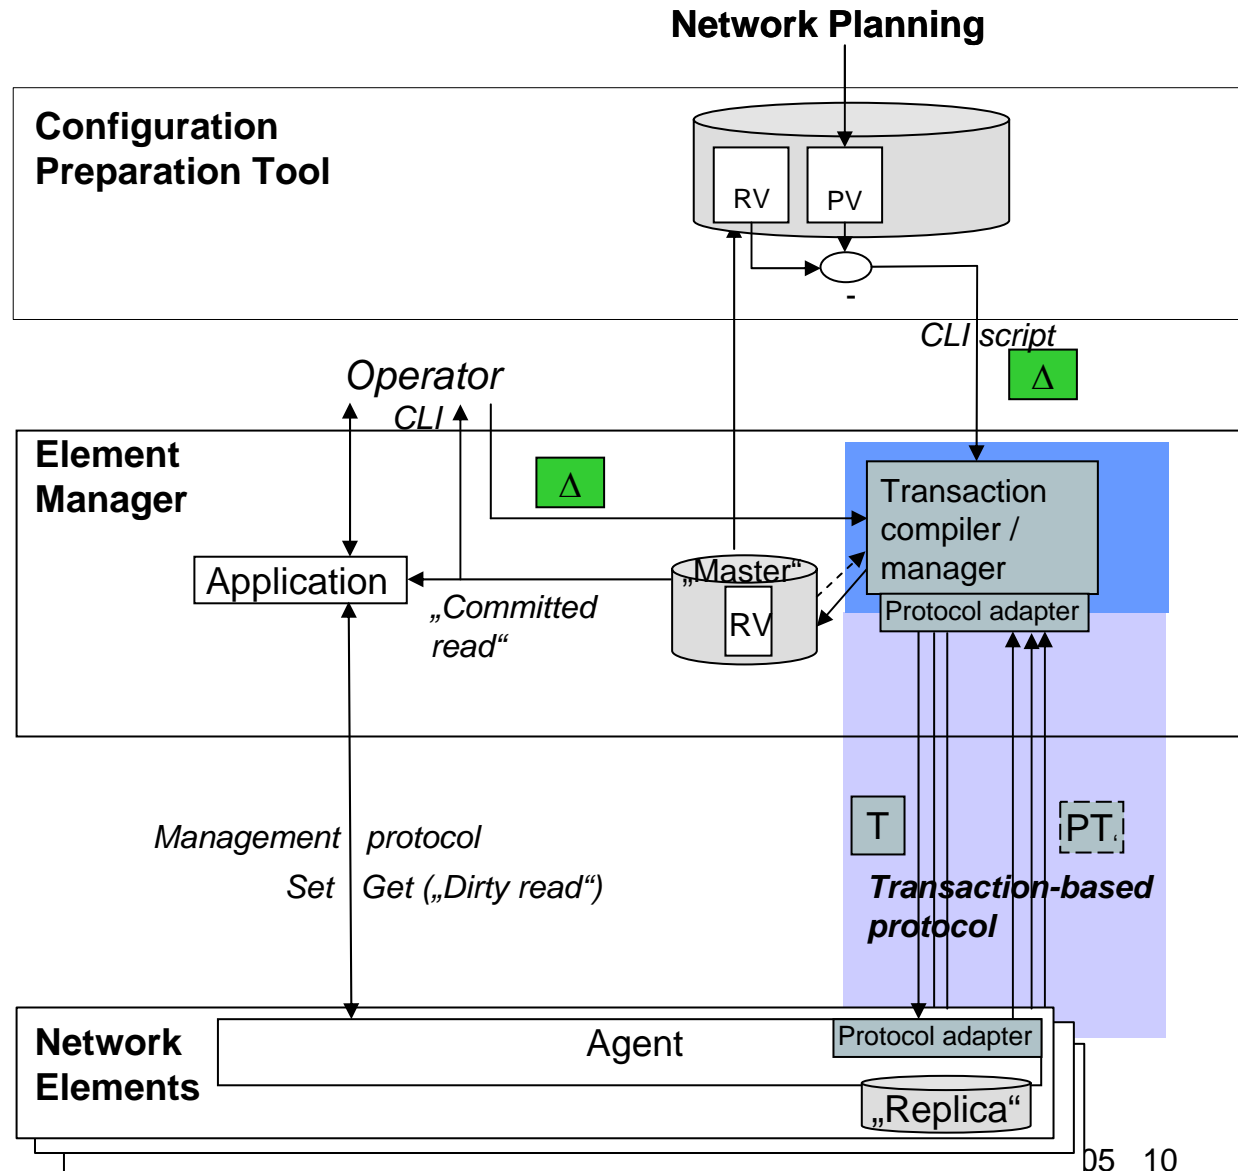 Network Planning
Configuration
Preparation Tool
RV
PV
-
CLI script
Δ
Operator
CLI
Element
Manager
Δ
Transaction
compiler /
manager
„Master“
Application
Protocol adapter
„Committed
read“
RV
T
PT‘
Management protocol
Set Get („Dirty read“)
Transaction-based
protocol
Network
Elements
Agent
Protocol adapter
„Replica“
05 10